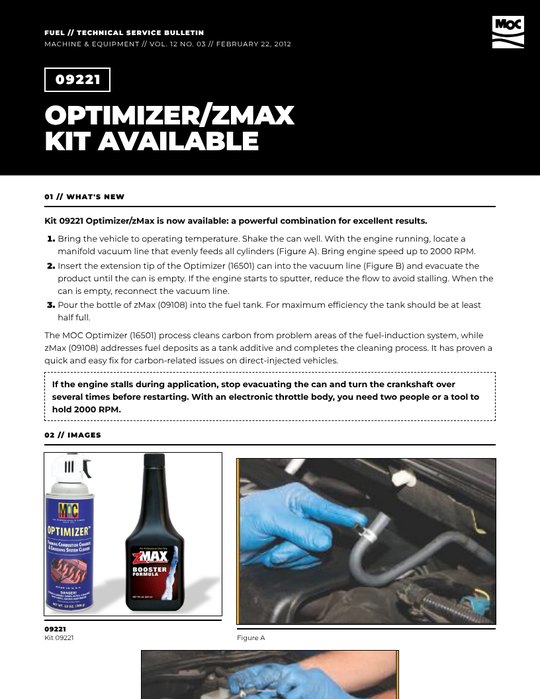 FUEL // TECHNICAL SERVICE BULLETIN
MACHINE & EQUIPMENT // VOL. 12 NO. 03 // FEBRUARY 22, 2012
MOC
09221
OPTIMIZER/ZMAX
KIT AVAILABLE
01 // WHAT'S NEW
Kit 09221 Optimizer/zMax is now available: a powerful combination for excellent results.
1. Bring the vehicle to operating temperature. Shake the can well. With the engine running, locate a
manifold vacuum line that evenly feeds all cylinders (Figure A). Bring engine speed up to 2000 RPM.
2. Insert the extension tip of the Optimizer (16501) can into the vacuum line (Figure B) and evacuate the
product until the can is empty. If the engine starts to sputter, reduce the flow to avoid stalling. When the
can is empty, reconnect the vacuum line.
3. Pour the bottle of zMax (09108) into the fuel tank. For maximum efficiency the tank should be at least
half full.
The MOC Optimizer (16501) process cleans carbon from problem areas of the fuel-induction system, while
zMax (09108) addresses fuel deposits as a tank additive and completes the cleaning process. It has proven a
quick and easy fix for carbon-related issues on direct-injected vehicles.
If the engine stalls during application, stop evacuating the can and turn the crankshaft over
several times before restarting. With an electronic throttle body, you need two people or a tool to
hold 2000 RPM.
02 // IMAGES
MOC
OPTIMIZER
DANGER!
zMAX
BOOSTER
FORMULA
09221
Kit 09221
Figure A